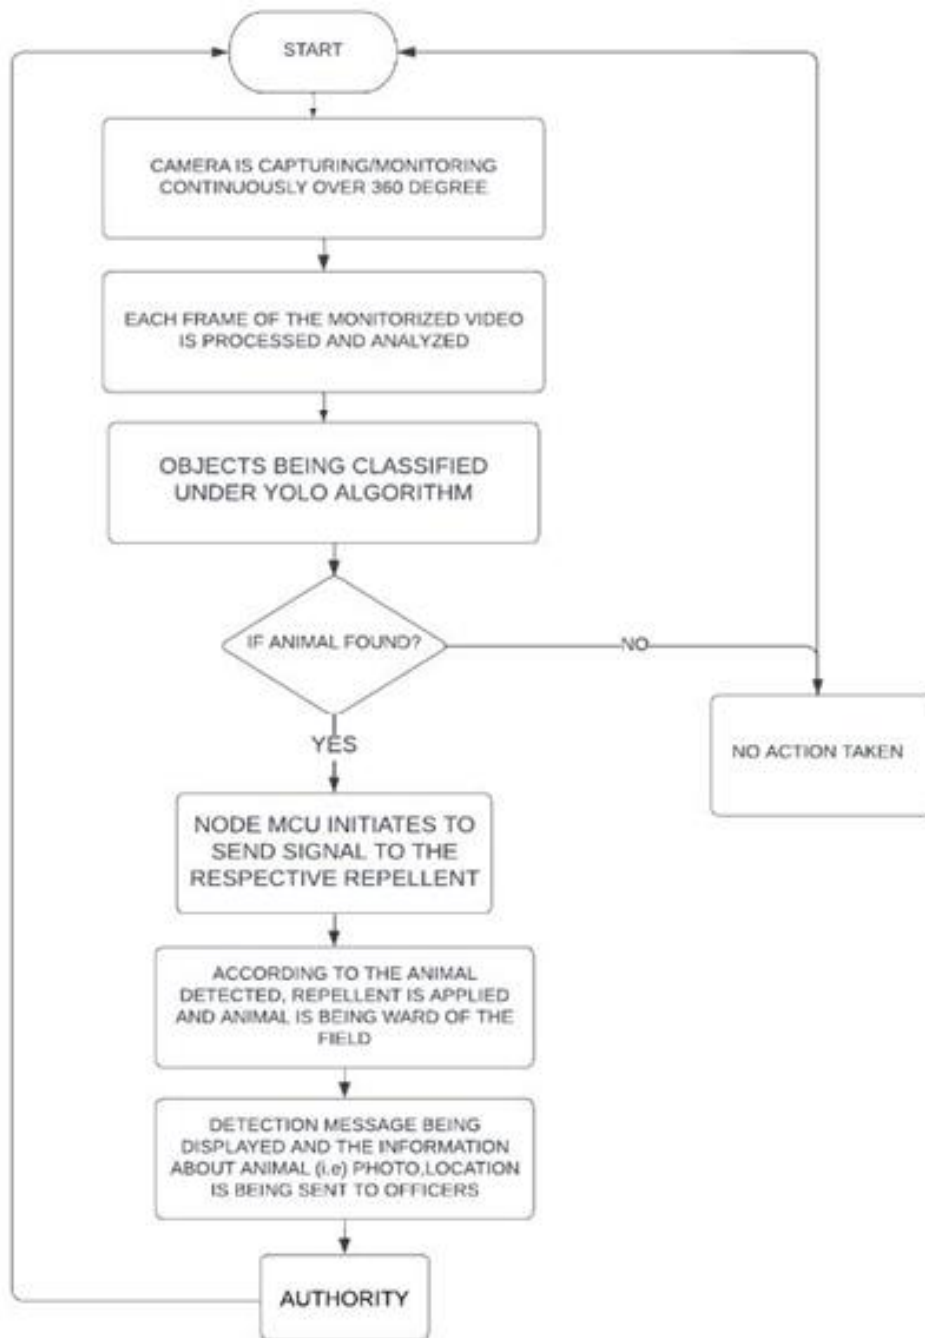 START
CAMERA IS CAPTURING/MONITORING
CONTINUOUSLY OVER 360 DEGREE
EACH FRAME OF THE MONITORIZED VIDEO
IS PROCESSED AND ANALYZED
OBJECTS BEING CLASSIFIED
UNDER YOLO ALGORITHM
IF ANIMAL FOUND?
NO
YES
NO ACTION TAKEN
NODE MCU INITIATES TO
SEND SIGNAL TO THE
RESPECTIVE REPELLENT
ACCORDING TO THE ANIMAL
DETECTED, REPELLENT IS APPLIED
AND ANIMAL IS BEING WARD OF THE
FIELD
DETECTION MESSAGE BEING
DISPLAYED AND THE INFORMATION
ABOUT ANIMAL (i.e) PHOTO,LOCATION
IS BEING SENT TO OFFICERS
AUTHORITY